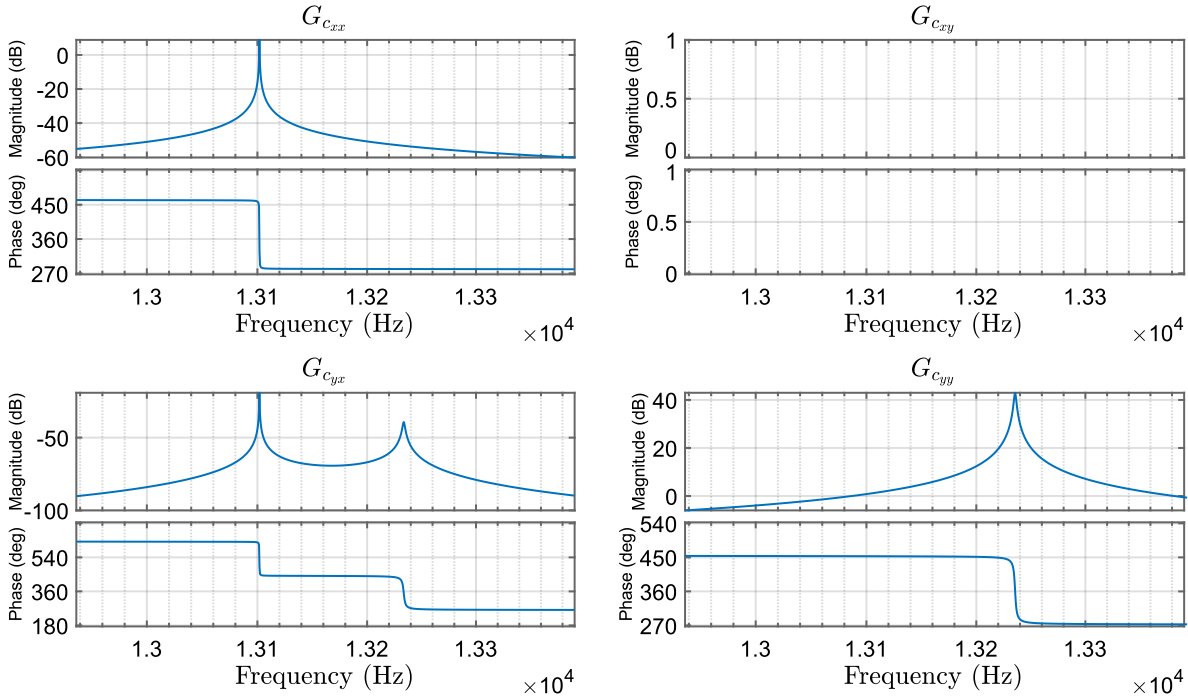 G_{c_{xx}}
Magnitude (dB)
0
-20
-40
-60
Phase (deg)
450
360
270
1.3
1.31
1.32
1.33
Frequency (Hz)
×10^4
G_{c_{xy}}
Magnitude (dB)
1
0.5
0
Phase (deg)
1
0.5
0
1.3
1.31
1.32
1.33
Frequency (Hz)
×10^4
G_{c_{yx}}
Magnitude (dB)
-50
-100
Phase (deg)
540
360
180
1.3
1.31
1.32
1.33
Frequency (Hz)
×10^4
G_{c_{yy}}
Magnitude (dB)
40
20
0
Phase (deg)
540
450
360
270
1.3
1.31
1.32
1.33
Frequency (Hz)
×10^4